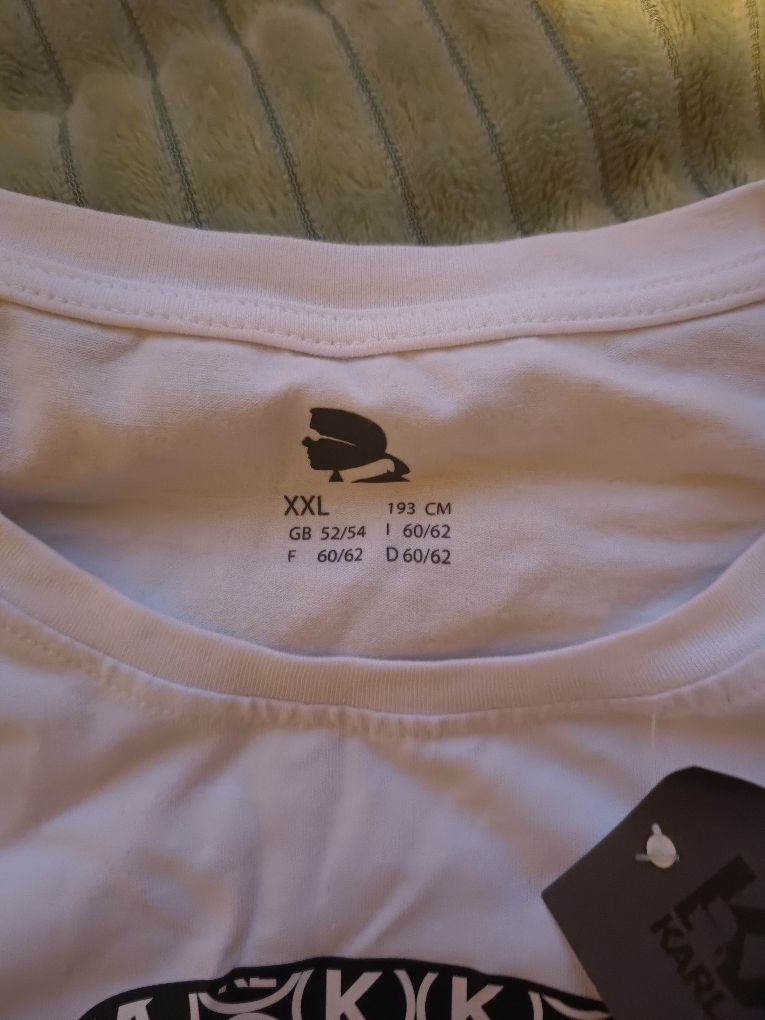 XXL 193 CM
GB 52/54 I 60/62
F 60/62 D 60/62
K
KARL
K K